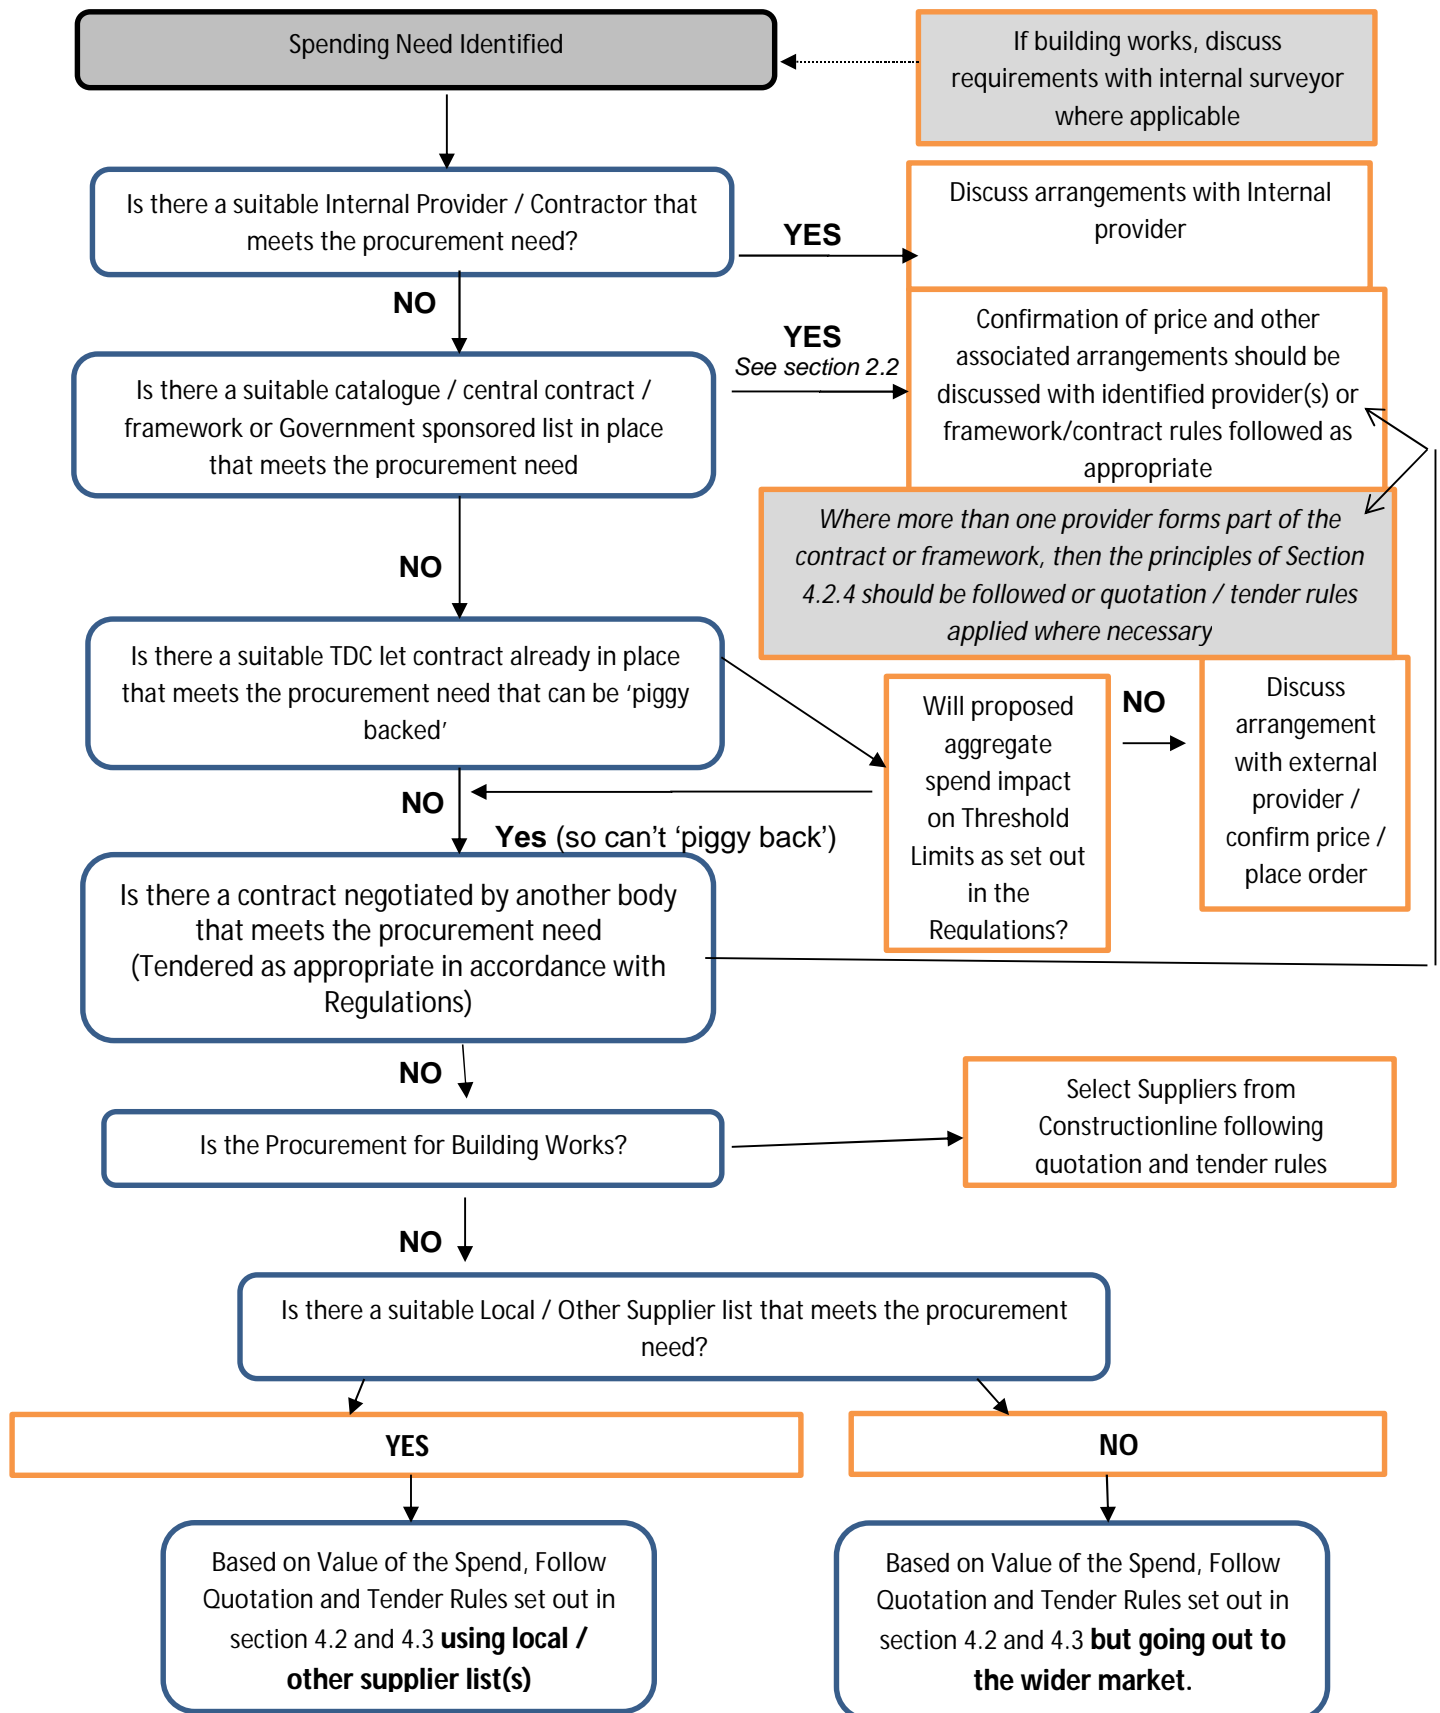 Spending Need Identified
If building works, discuss
requirements with internal surveyor
where applicable
Is there a suitable Internal Provider / Contractor that
meets the procurement need?
YES
Discuss arrangements with Internal
provider
NO
Is there a suitable catalogue / central contract /
framework or Government sponsored list in place
that meets the procurement need
YES
See section 2.2
Confirmation of price and other
associated arrangements should be
discussed with identified provider(s) or
framework/contract rules followed as
appropriate
Where more than one provider forms part of the
contract or framework, then the principles of Section
4.2.4 should be followed or quotation / tender rules
applied where necessary
NO
Is there a suitable TDC let contract already in place
that meets the procurement need that can be ‘piggy
backed’
Will proposed
aggregate
spend impact
on Threshold
Limits as set out
in the
Regulations?
NO
Discuss
arrangement
with external
provider /
confirm price /
place order
NO
Yes (so can’t ‘piggy back’)
Is there a contract negotiated by another body
that meets the procurement need
(Tendered as appropriate in accordance with
Regulations)
NO
Is the Procurement for Building Works?
Select Suppliers from
Constructionline following
quotation and tender rules
NO
Is there a suitable Local / Other Supplier list that meets the procurement
need?
YES
NO
Based on Value of the Spend, Follow
Quotation and Tender Rules set out in
section 4.2 and 4.3 using local /
other supplier list(s)
Based on Value of the Spend, Follow
Quotation and Tender Rules set out in
section 4.2 and 4.3 but going out to
the wider market.